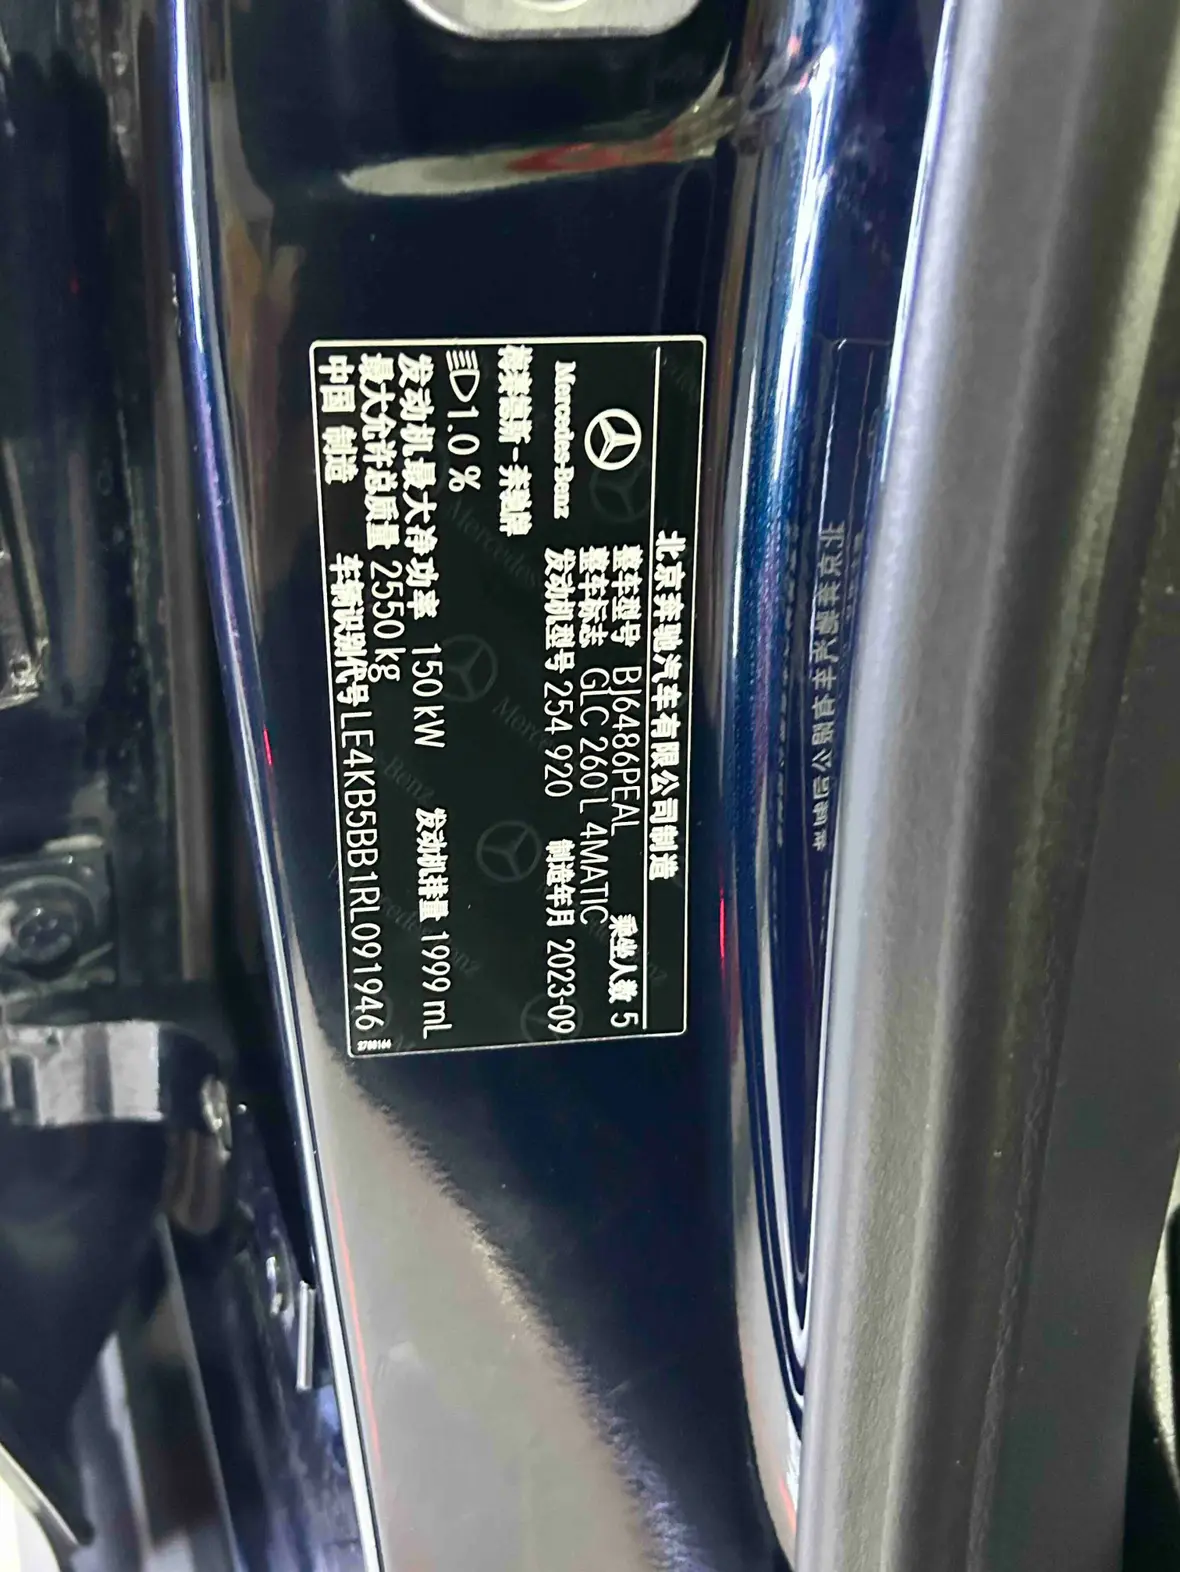 北京奔驰汽车有限公司制造
Mercedes-Benz
整车型号 BJ6486PEAL 乘坐人数 5
整车标志 GLC 260 L 4MATIC
发动机型号 254 920 制造年月 2023-09
梅赛德斯-奔驰牌
1.0 %
发动机最大净功率 150 kW 发动机排量 1999 mL
最大允许总质量 2550 kg
车辆识别代号 LE4KB5BB1RL091946
中国 制造